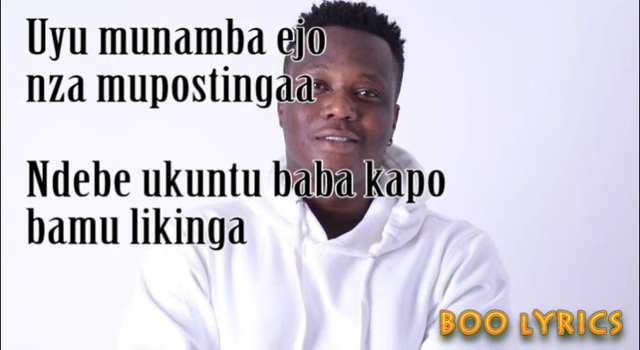 Uyu munamba ejo
nza mupostingaa
Ndebe ukuntu baba kapo
bamu likinga
BOO LYRICS